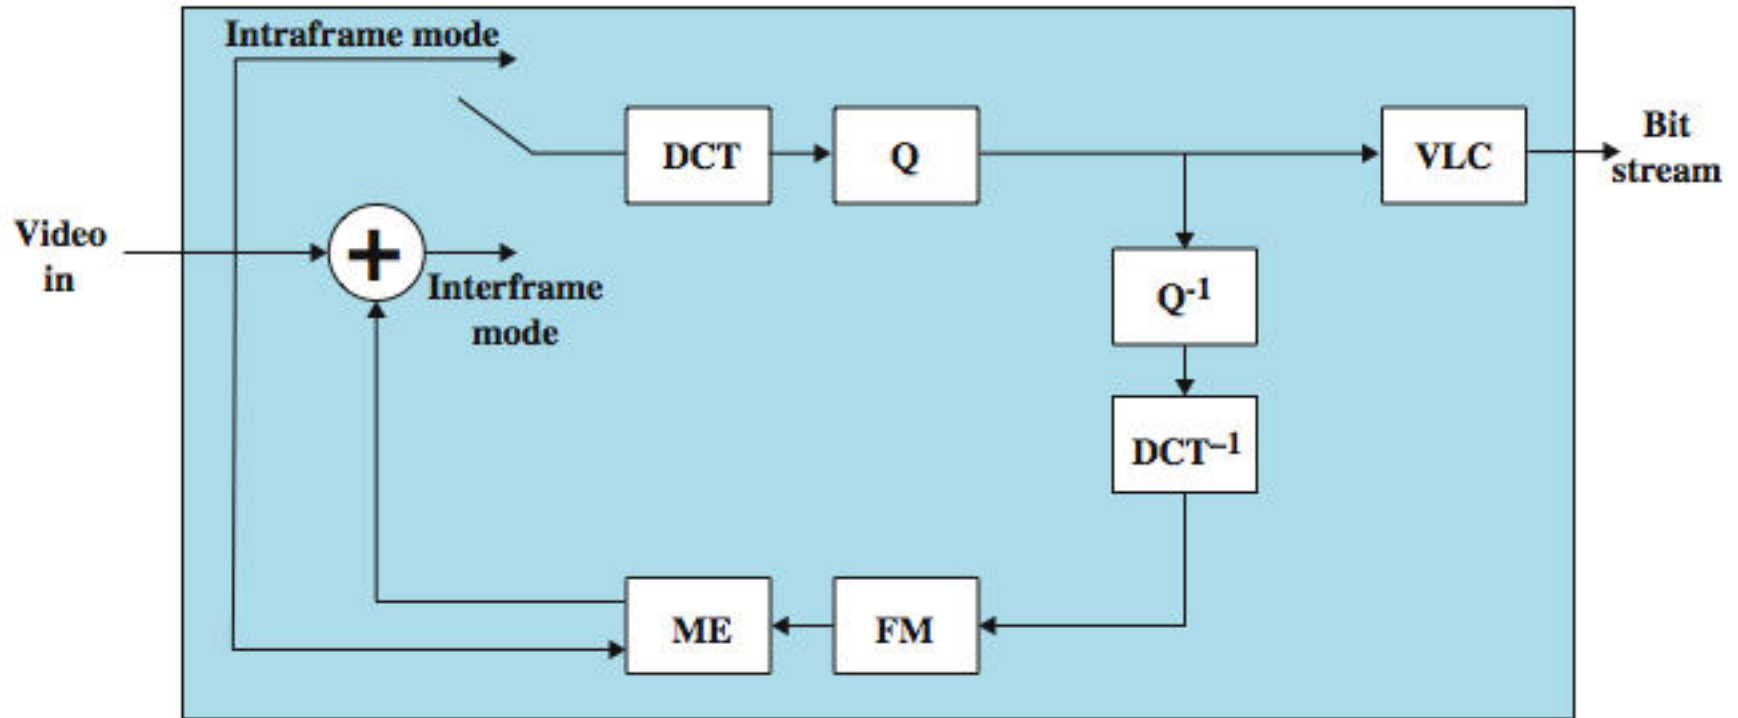 Intraframe mode
DCT
Q
VLC
Bit
stream
Video
in
+
Interframe
mode
Q-1
DCT–1
ME
FM